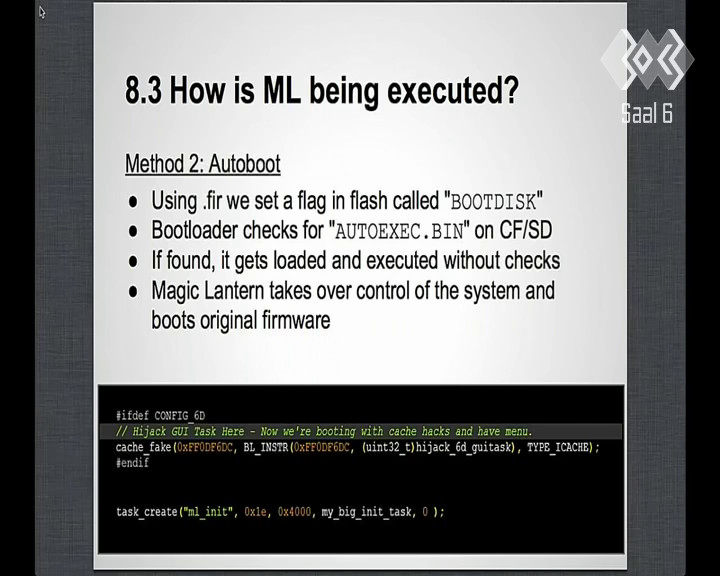 8.3 How is ML being executed?
Saal 6
Method 2: Autoboot
● Using .fir we set a flag in flash called "BOOTDISK"
● Bootloader checks for "AUTOEXEC.BIN" on CF/SD
● If found, it gets loaded and executed without checks
● Magic Lantern takes over control of the system and
boots original firmware
#ifdef CONFIG_6D
// Hijack GUI Task Here - Now we're booting with cache hacks and have menu.
cache_fake(0xFF0DF6DC, BL_INSTR(0xFF0DF6DC, (uint32_t)hijack_6d_guitask), TYPE_ICACHE);
#endif
task_create("ml_init", 0x1e, 0x4000, my_big_init_task, 0 );